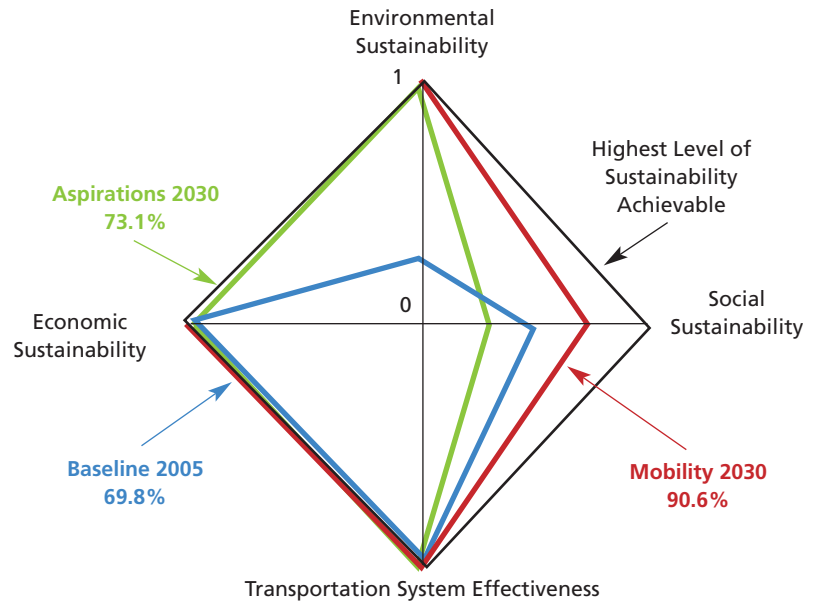 Environmental
Sustainability
1
Highest Level of
Sustainability
Achievable
Aspirations 2030
73.1%
0
Economic
Sustainability
Social
Sustainability
Baseline 2005
69.8%
Mobility 2030
90.6%
Transportation System Effectiveness